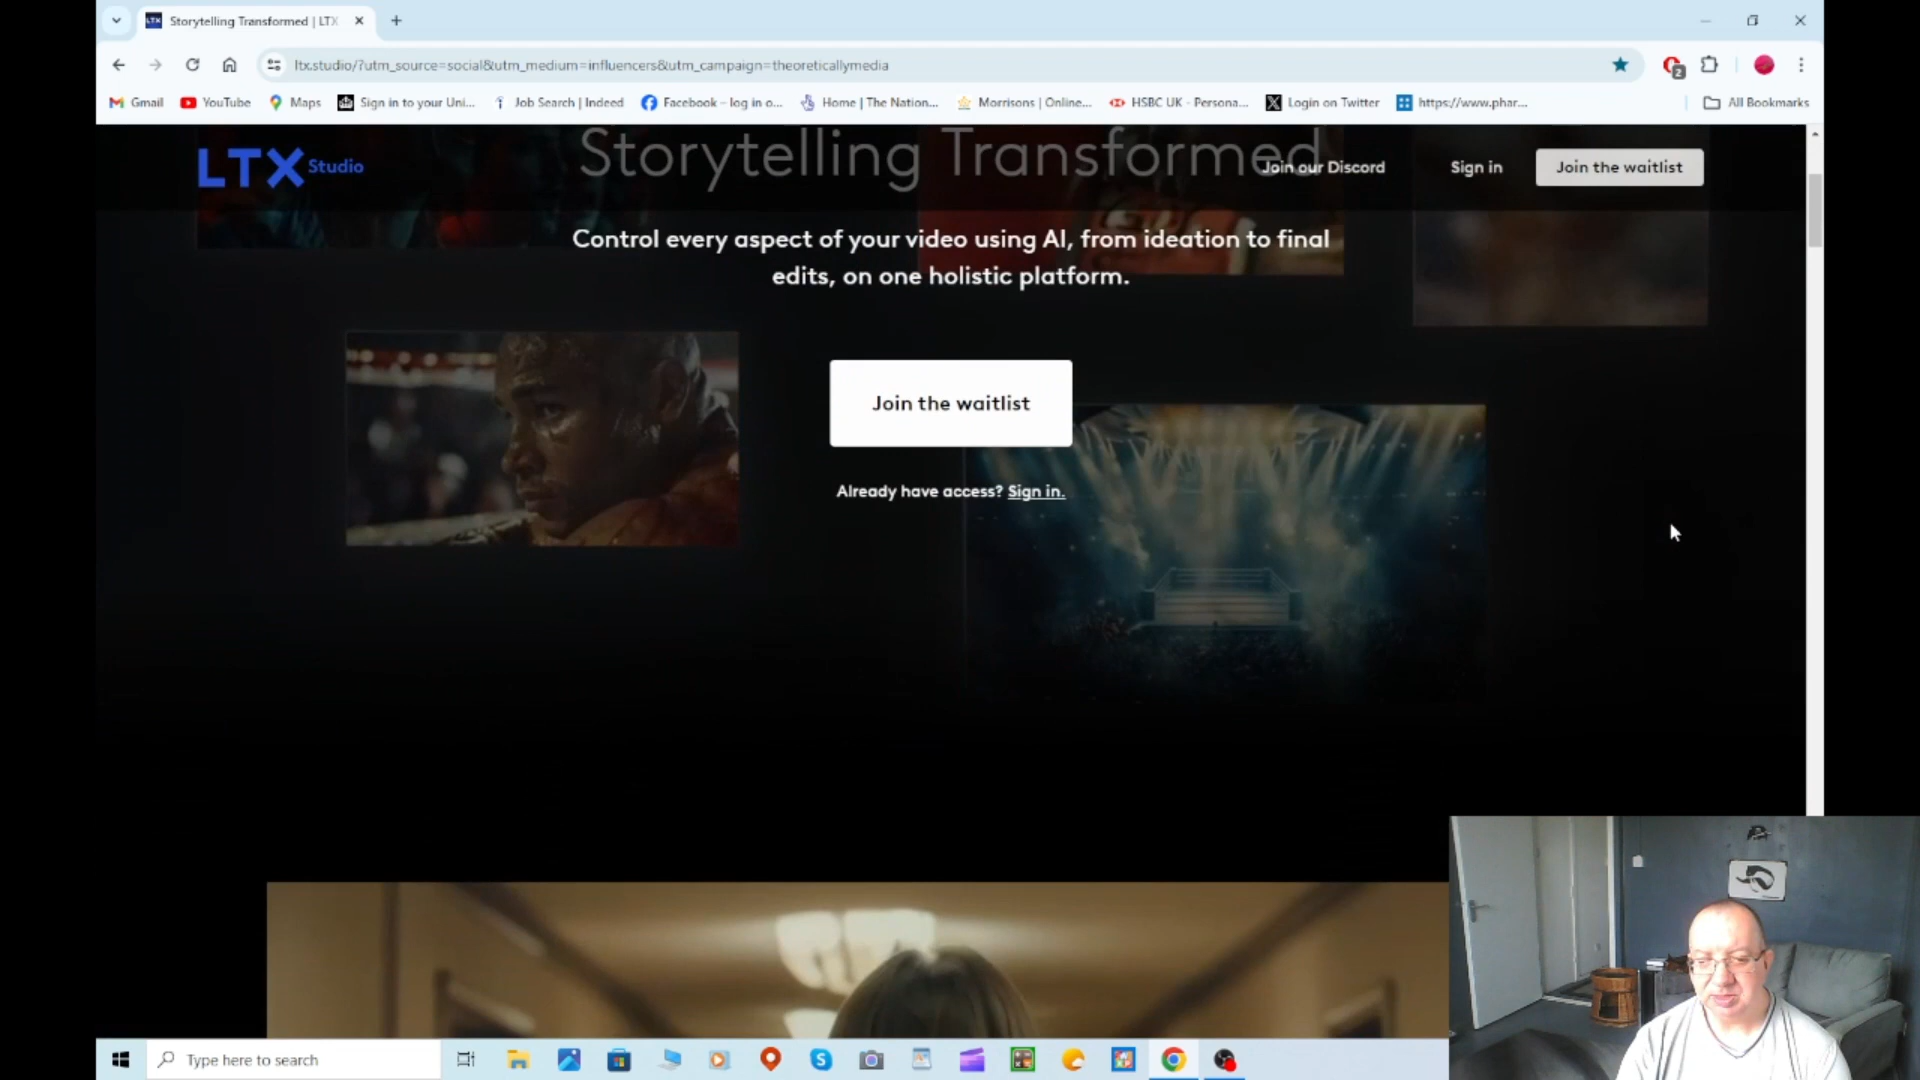 Storytelling Transformed | LTX
ltx.studio/?utm_source=social&utm_medium=influencers&utm_campaign=theoreticallymedia
2
Gmail
YouTube
Maps
Sign in to your Uni...
Job Search | Indeed
Facebook – log in o...
Home | The Nation...
Morrisons | Online...
HSBC UK - Persona...
Login on Twitter
https://www.phar...
All Bookmarks
Storytelling Transformed
LTX Studio
Join our Discord
Sign in
Join the waitlist
Control every aspect of your video using AI, from ideation to final
edits, on one holistic platform.
Join the waitlist
Already have access? Sign in.
Type here to search